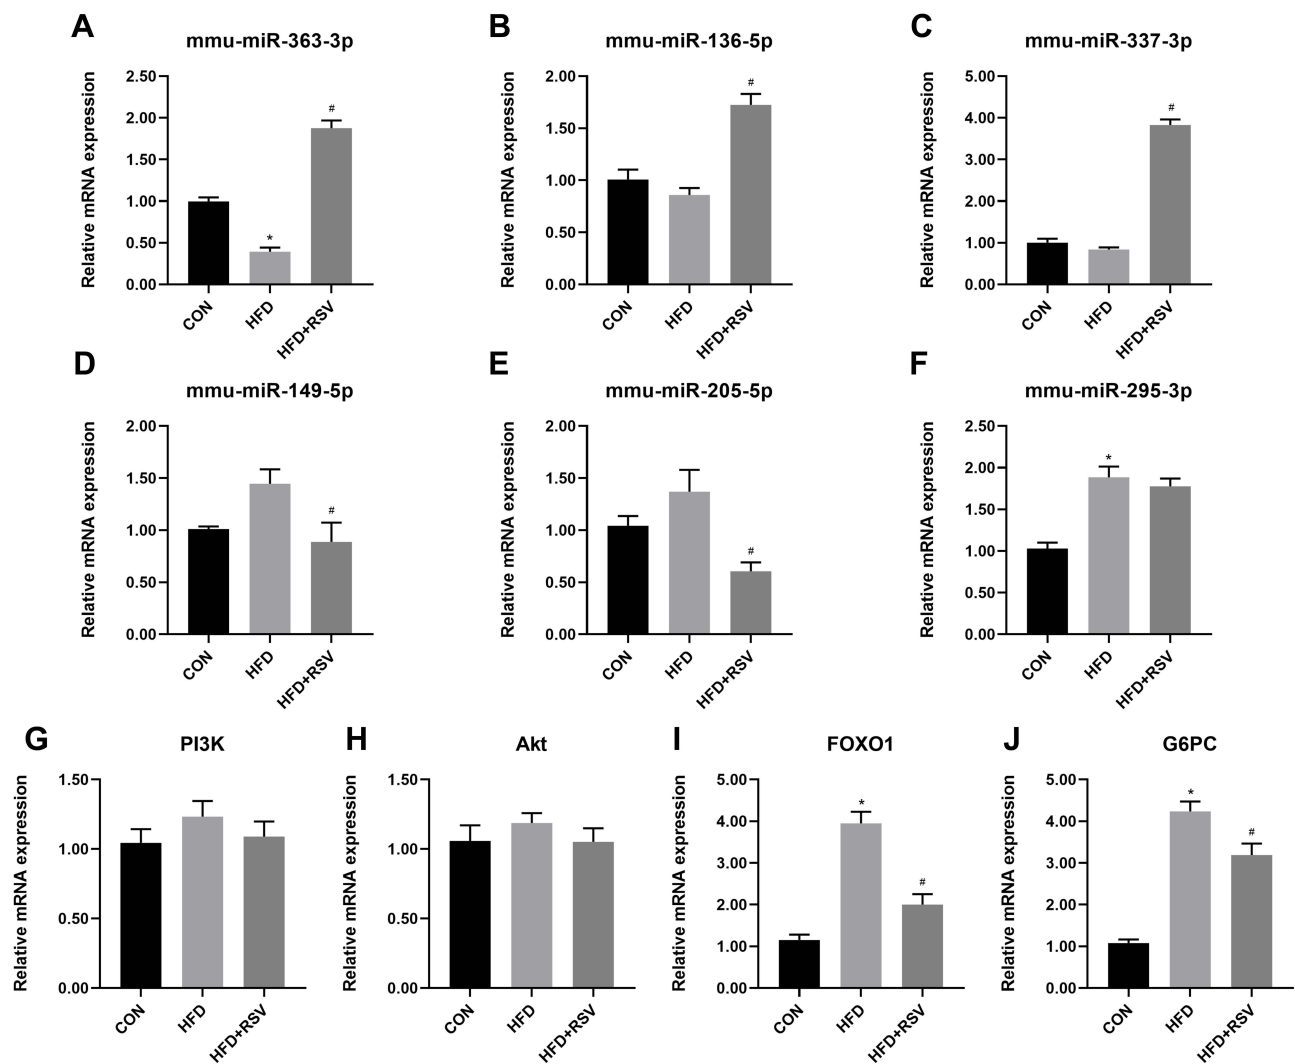 A
mmu-miR-363-3p
Relative mRNA expression
2.50
2.00
1.50
1.00
0.50
0.00
*
#
CON
HFD
HFD+RSV
B
mmu-miR-136-5p
Relative mRNA expression
2.00
1.50
1.00
0.50
0.00
#
CON
HFD
HFD+RSV
C
mmu-miR-337-3p
Relative mRNA expression
5.00
4.00
3.00
2.00
1.00
0.00
#
CON
HFD
HFD+RSV
D
mmu-miR-149-5p
Relative mRNA expression
2.00
1.50
1.00
0.50
0.00
#
CON
HFD
HFD+RSV
E
mmu-miR-205-5p
Relative mRNA expression
2.00
1.50
1.00
0.50
0.00
#
CON
HFD
HFD+RSV
F
mmu-miR-295-3p
Relative mRNA expression
2.50
2.00
1.50
1.00
0.50
0.00
*
CON
HFD
HFD+RSV
G
PI3K
Relative mRNA expression
1.50
1.00
0.50
0.00
CON
HFD
HFD+RSV
H
Akt
Relative mRNA expression
1.50
1.00
0.50
0.00
CON
HFD
HFD+RSV
I
FOXO1
Relative mRNA expression
5.00
4.00
3.00
2.00
1.00
0.00
*
#
CON
HFD
HFD+RSV
J
G6PC
Relative mRNA expression
5.00
4.00
3.00
2.00
1.00
0.00
*
#
CON
HFD
HFD+RSV